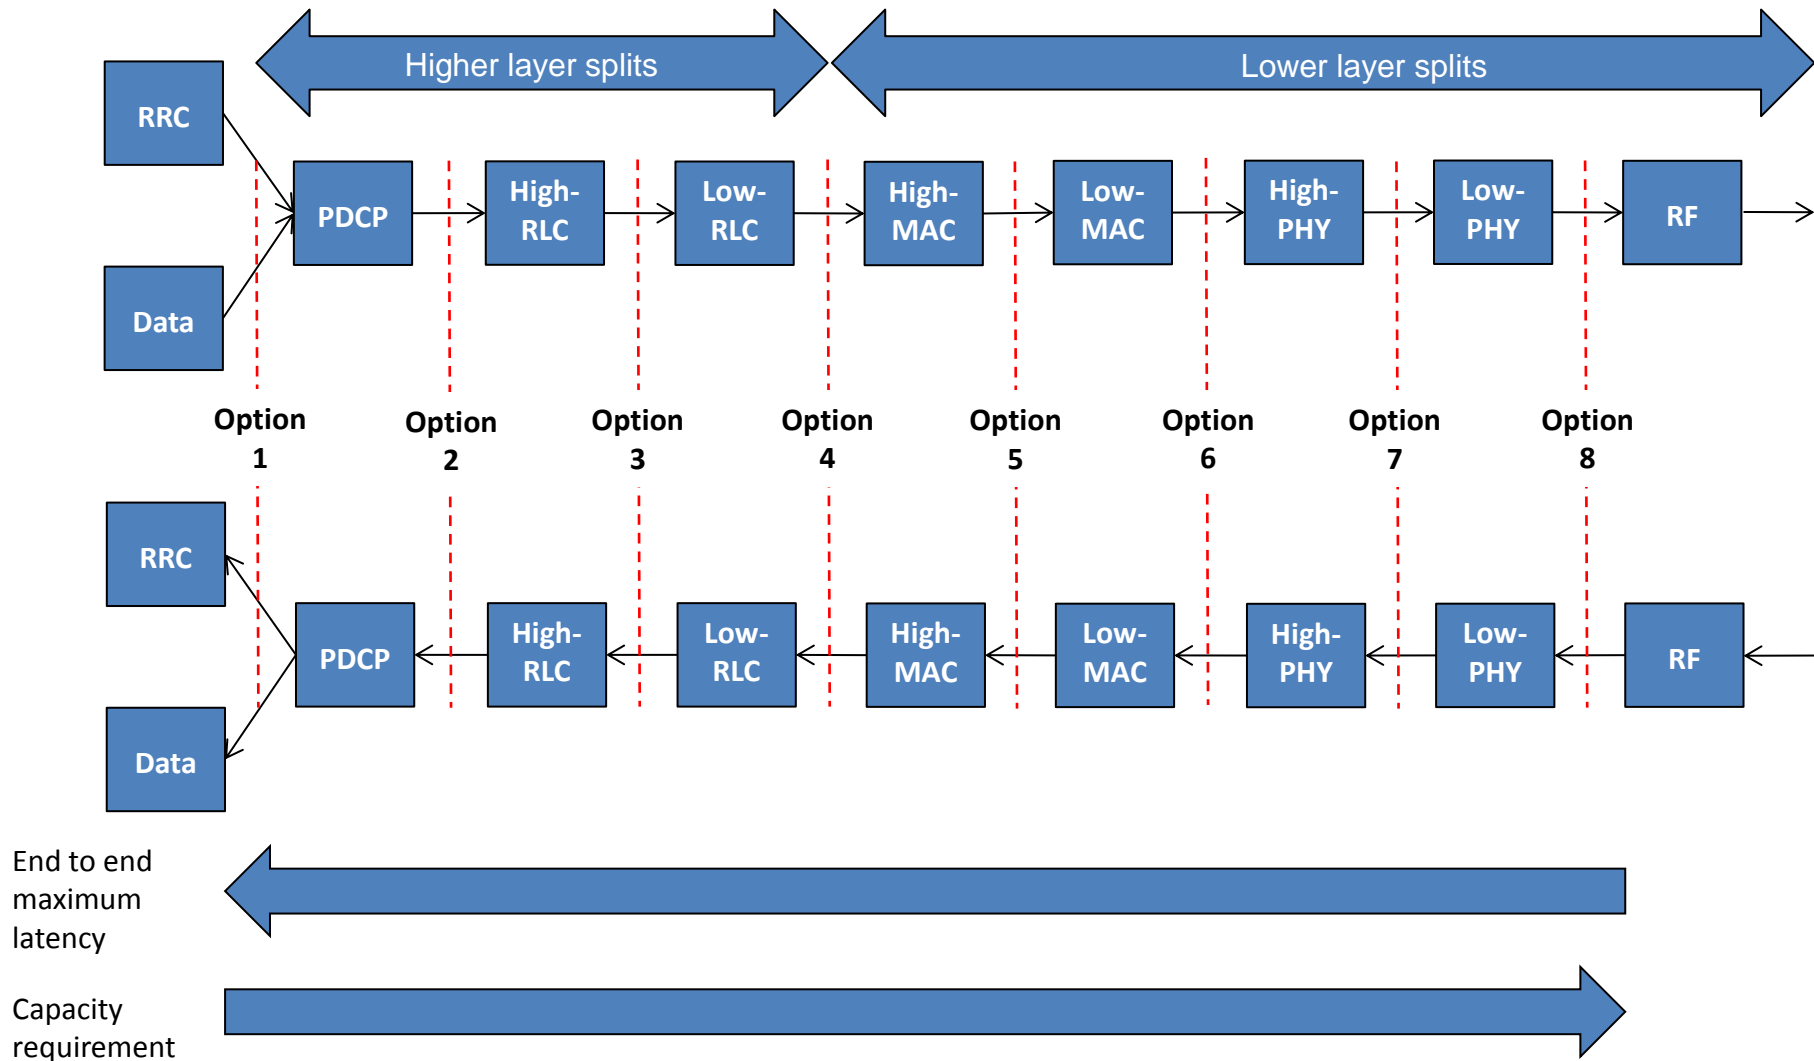 Higher layer splits
Lower layer splits
RRC
Data
PDCP
High-
RLC
Low-
RLC
High-
MAC
Low-
MAC
High-
PHY
Low-
PHY
RF
Option
1
Option
2
Option
3
Option
4
Option
5
Option
6
Option
7
Option
8
RRC
Data
PDCP
High-
RLC
Low-
RLC
High-
MAC
Low-
MAC
High-
PHY
Low-
PHY
RF
End to end
maximum
latency
Capacity
requirement